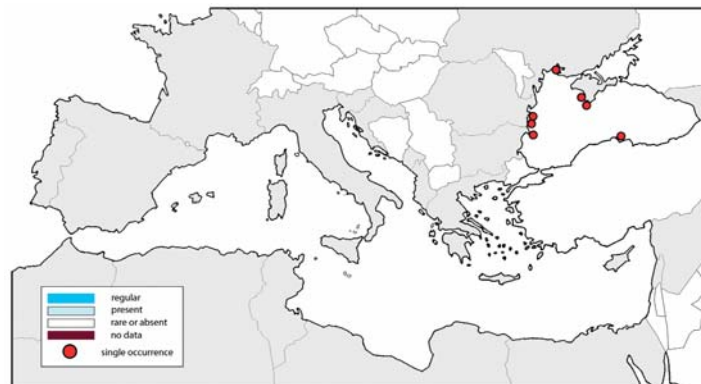 regular
present
rare or absent
no data
single occurrence